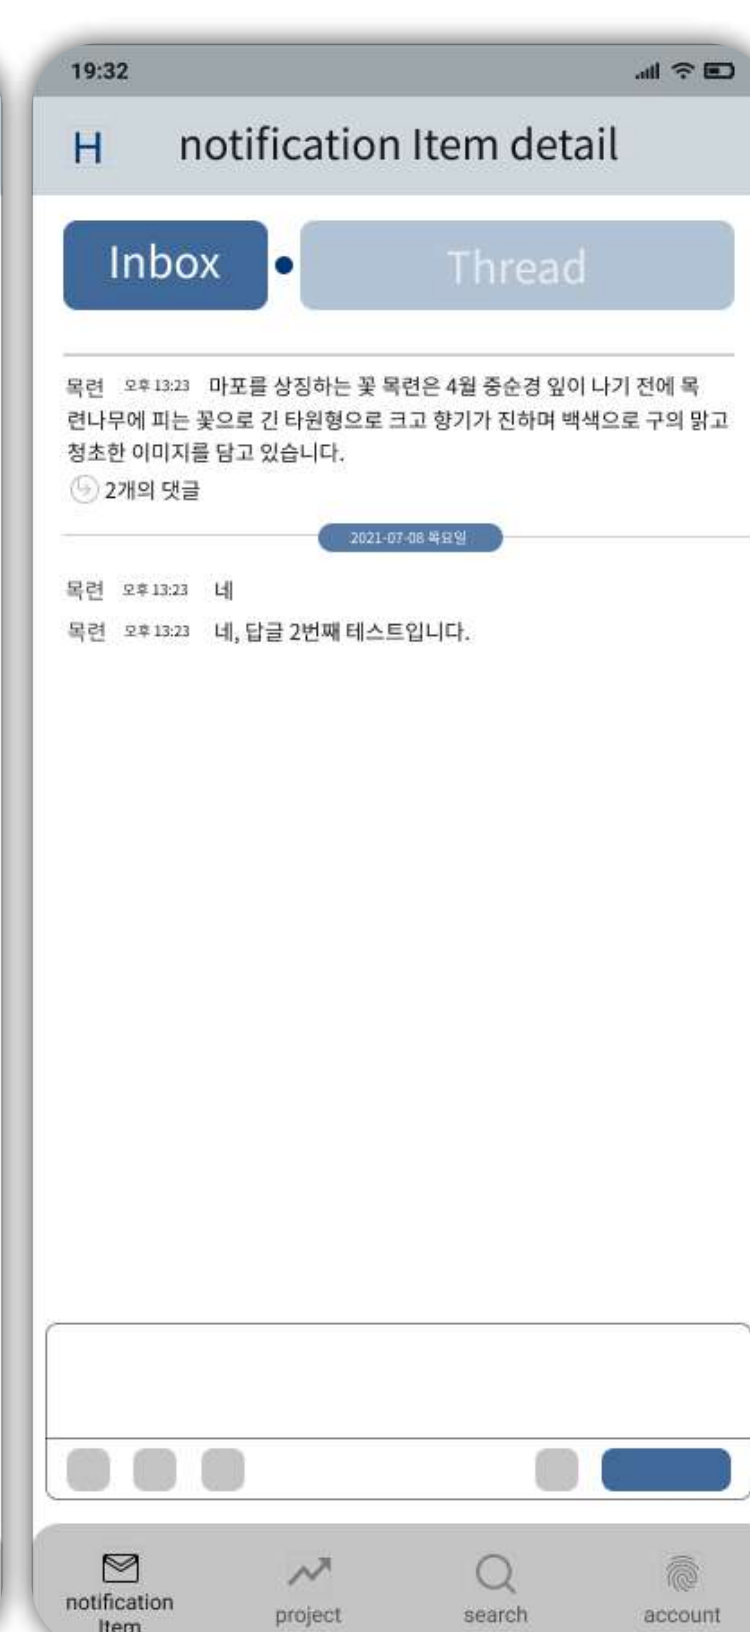 19:32
H notification Item detail
Inbox Thread
목련 오후 13:23 마포를 상징하는 꽃 목련은 4월 중순경 잎이 나기 전에 목
련나무에 피는 꽃으로 긴 타원형으로 크고 향기가 진하며 백색으로 구의 맑고
청초한 이미지를 담고 있습니다.
2개의 댓글
2021-07-08 목요일
목련 오후 13:23 네
목련 오후 13:23 네, 답글 2번째 테스트입니다.
notification
Item
project
search
account